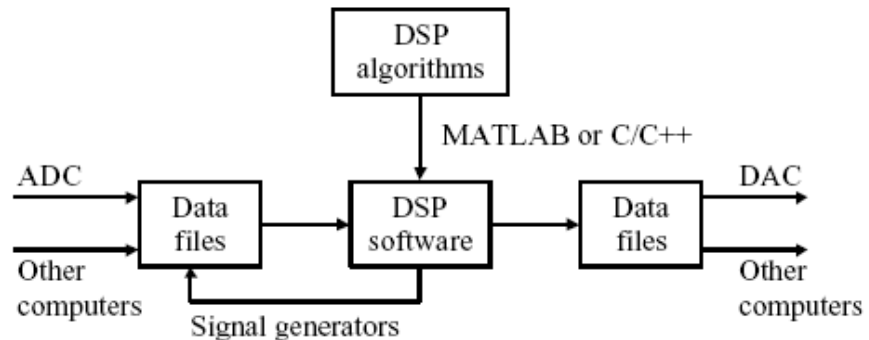 DSP
algorithms
MATLAB or C/C++
ADC
Other
computers
Data
files
DSP
software
Signal generators
Data
files
DAC
Other
computers